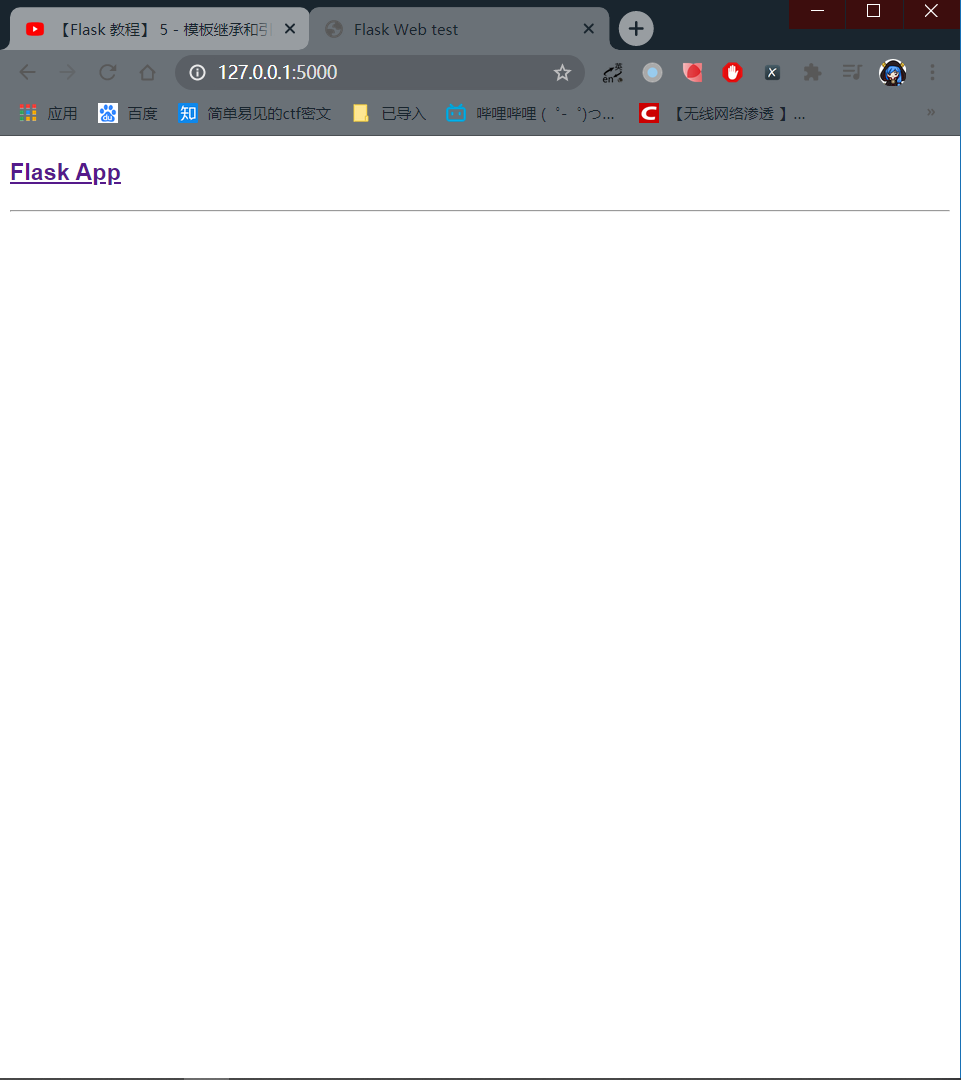 【Flask 教程】 5 - 模板继承和引
Flask Web test
127.0.0.1:5000
应用
百度
简单易见的ctf密文
已导入
哔哩哔哩 ( ゜- ゜)つ...
【无线网络渗透 】...
Flask App